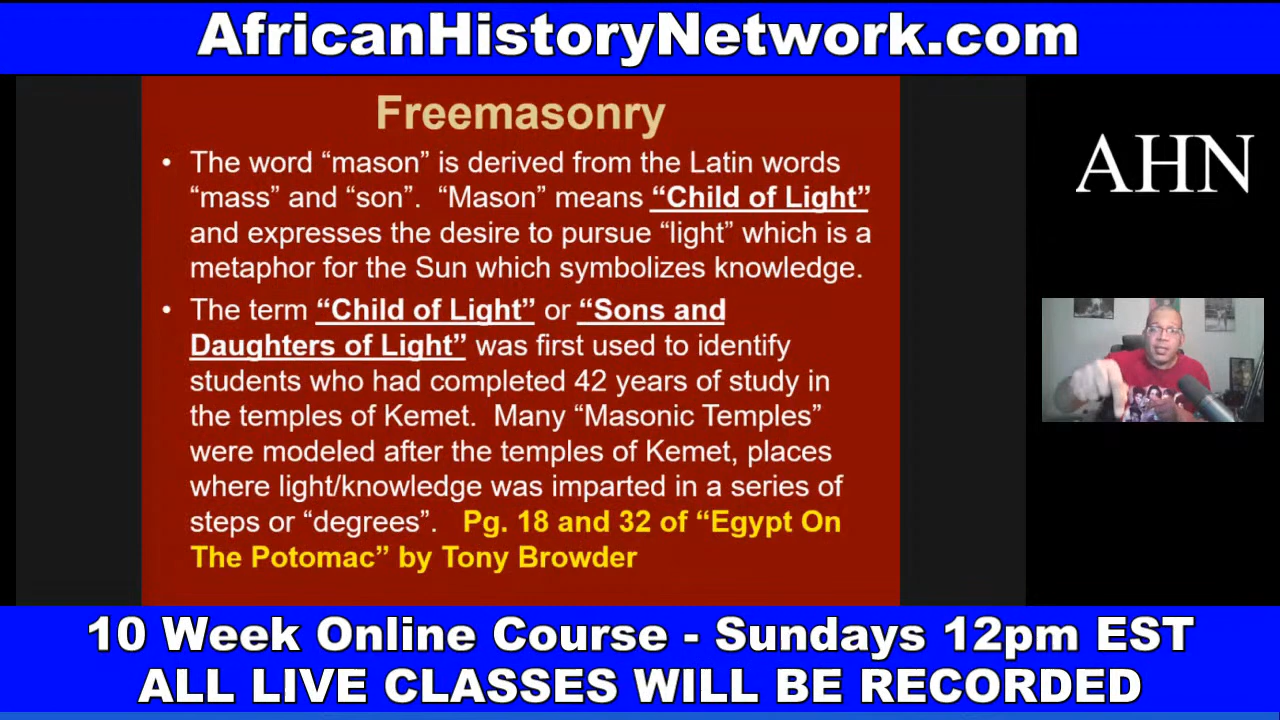 AfricanHistoryNetwork.com
Freemasonry
• The word “mason” is derived from the Latin words
“mass” and “son”. “Mason” means “Child of Light”
and expresses the desire to pursue “light” which is a
metaphor for the Sun which symbolizes knowledge.
• The term “Child of Light” or “Sons and
Daughters of Light” was first used to identify
students who had completed 42 years of study in
the temples of Kemet. Many “Masonic Temples”
were modeled after the temples of Kemet, places
where light/knowledge was imparted in a series of
steps or “degrees”. Pg. 18 and 32 of “Egypt On
The Potomac” by Tony Browder
AHN
10 Week Online Course - Sundays 12pm EST
ALL LIVE CLASSES WILL BE RECORDED